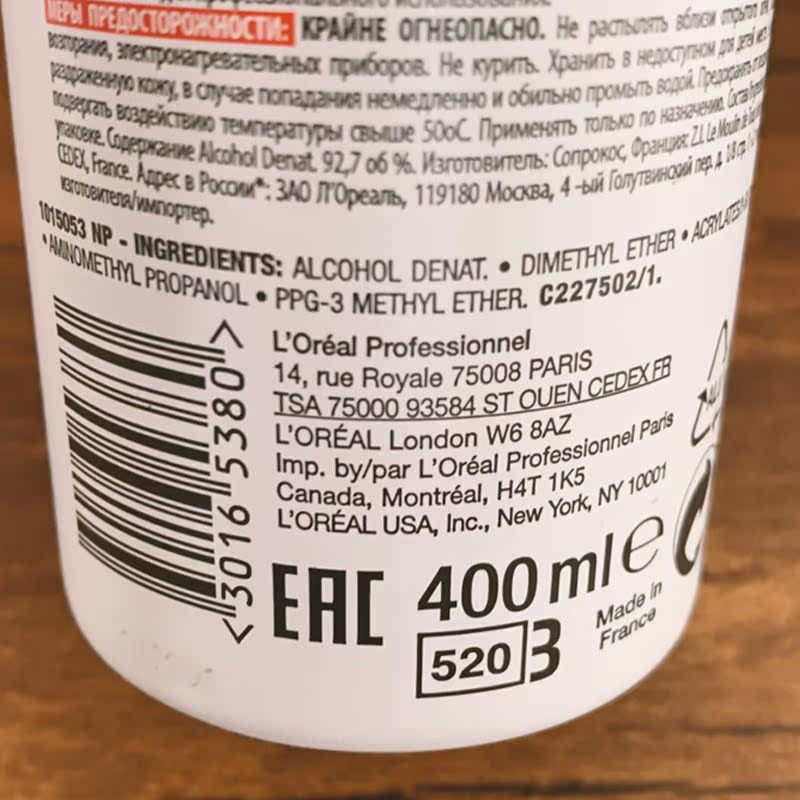 профессионального использования
МЕРЫ ПРЕДОСТОРОЖНОСТИ: КРАЙНЕ ОГНЕОПАСНО. Не распылять вблизи открытого
возгорания, электронагревательных приборов. Не курить. Хранить в недоступном для детей
раздраженную кожу, в случае попадания немедленно и обильно промыть водой. Предохранять
подвергать воздействию температуры свыше 50оС. Применять только по назначению. Состав
упаковке. Содержание Alcohol Denat. 92,7 об %. Изготовитель: Сопрокос, Франция: Z.I. Le Moulin
CEDEX, France. Адрес в России*: ЗАО Л'Ореаль, 119180 Москва, 4 -ый Голутвинский пер. д. 1/8 стр.
изготовителя/импортер.
1015053 NP - INGREDIENTS: ALCOHOL DENAT. • DIMETHYL ETHER • ACRYLATES
• AMINOMETHYL PROPANOL • PPG-3 METHYL ETHER. C227502/1.
L'Oréal Professionnel
14, rue Royale 75008 PARIS
TSA 75000 93584 ST OUEN CEDEX FR
L'ORÉAL London W6 8AZ
Imp. by/par L'Oréal Professionnel Paris
Canada, Montréal, H4T 1K5
L'ORÉAL USA, Inc., New York, NY 10001
<3016 5380>
EAC 400 ml e
520 3
Made in
France
ALU